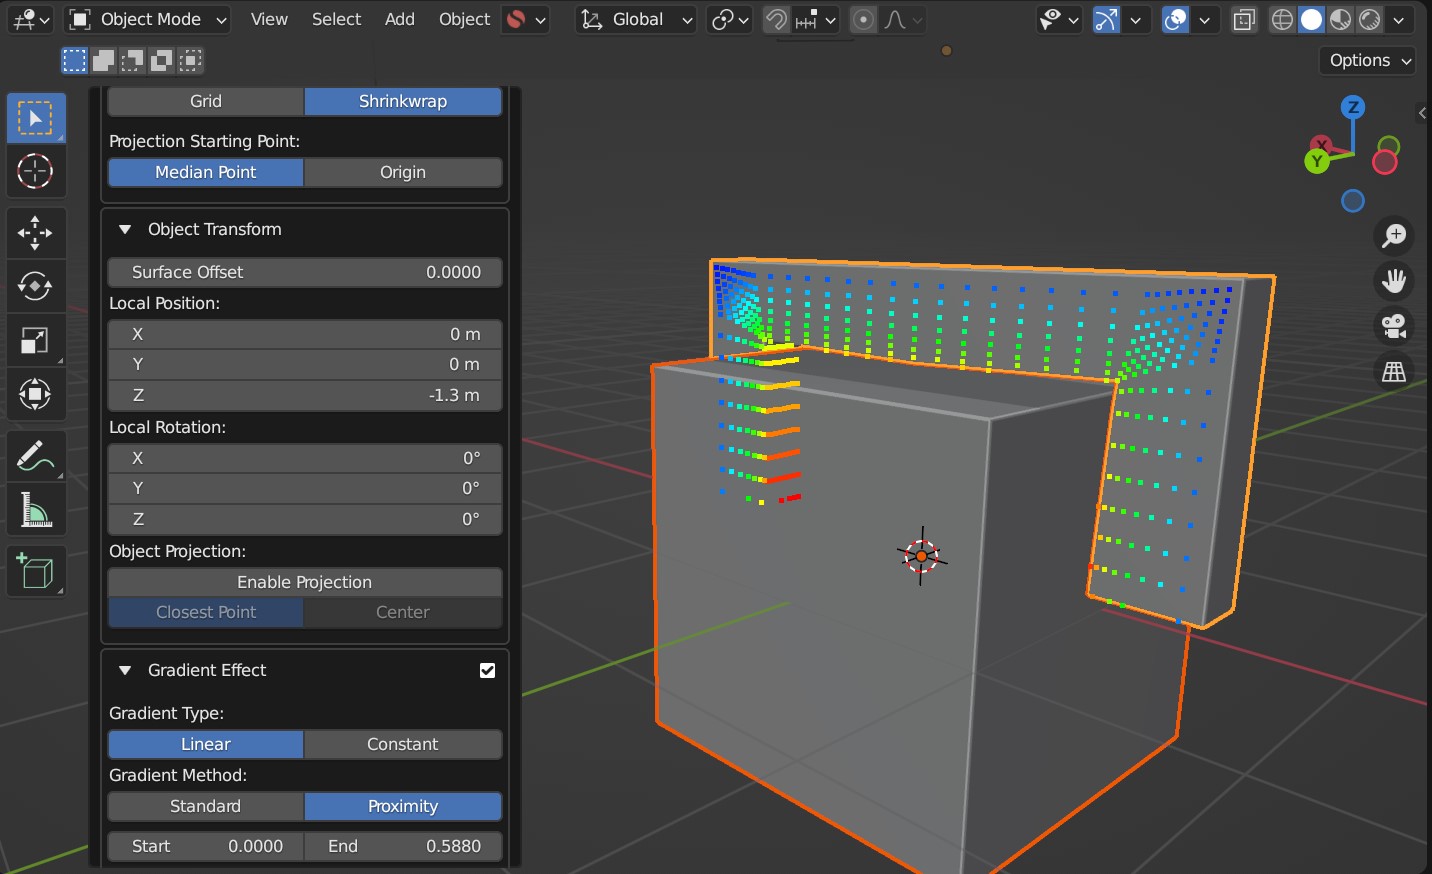 Object Mode View Select Add Object Global
Options
Grid Shrinkwrap
Projection Starting Point:
Median Point Origin
Object Transform
Surface Offset 0.0000
Local Position:
X 0 m
Y 0 m
Z -1.3 m
Local Rotation:
X 0°
Y 0°
Z 0°
Object Projection:
Enable Projection
Closest Point Center
Gradient Effect
Gradient Type:
Linear Constant
Gradient Method:
Standard Proximity
Start 0.0000 End 0.5880
Z
X
Y